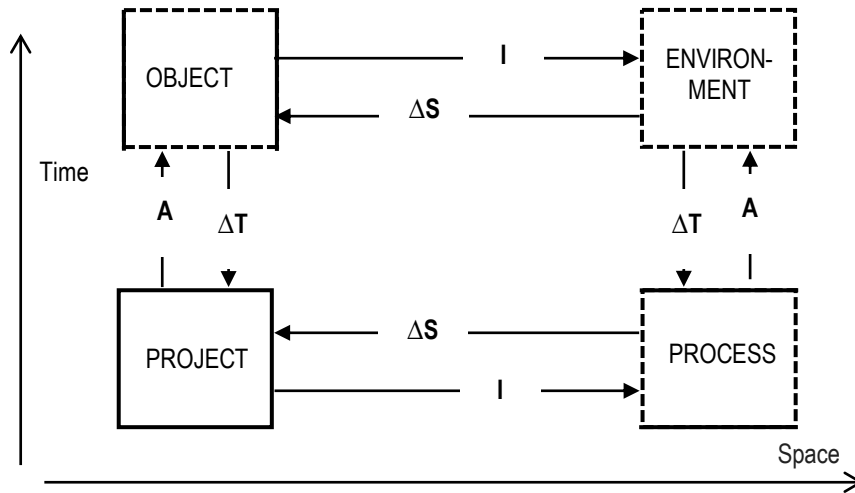 OBJECT
I
ENVIRON-
MENT
ΔS
Time
A
ΔT
ΔT
A
ΔS
PROJECT
PROCESS
I
Space